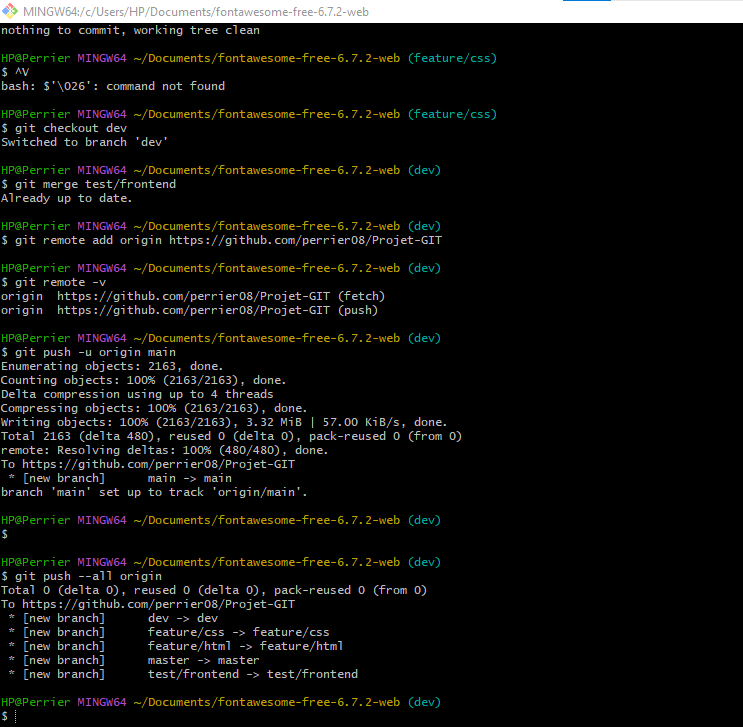 MINGW64:/c/Users/HP/Documents/fontawesome-free-6.7.2-web
nothing to commit, working tree clean
HP@Perrier MINGW64 ~/Documents/fontawesome-free-6.7.2-web (feature/css)
$ ^V
bash: $'\026': command not found
HP@Perrier MINGW64 ~/Documents/fontawesome-free-6.7.2-web (feature/css)
$ git checkout dev
Switched to branch 'dev'
HP@Perrier MINGW64 ~/Documents/fontawesome-free-6.7.2-web (dev)
$ git merge test/frontend
Already up to date.
HP@Perrier MINGW64 ~/Documents/fontawesome-free-6.7.2-web (dev)
$ git remote add origin https://github.com/perrier08/Projet-GIT
HP@Perrier MINGW64 ~/Documents/fontawesome-free-6.7.2-web (dev)
$ git remote -v
origin  https://github.com/perrier08/Projet-GIT (fetch)
origin  https://github.com/perrier08/Projet-GIT (push)
HP@Perrier MINGW64 ~/Documents/fontawesome-free-6.7.2-web (dev)
$ git push -u origin main
Enumerating objects: 2163, done.
Counting objects: 100% (2163/2163), done.
Delta compression using up to 4 threads
Compressing objects: 100% (2163/2163), done.
Writing objects: 100% (2163/2163), 3.32 MiB | 57.00 KiB/s, done.
Total 2163 (delta 480), reused 0 (delta 0), pack-reused 0 (from 0)
remote: Resolving deltas: 100% (480/480), done.
To https://github.com/perrier08/Projet-GIT
 * [new branch]      main -> main
branch 'main' set up to track 'origin/main'.
HP@Perrier MINGW64 ~/Documents/fontawesome-free-6.7.2-web (dev)
$
HP@Perrier MINGW64 ~/Documents/fontawesome-free-6.7.2-web (dev)
$ git push --all origin
Total 0 (delta 0), reused 0 (delta 0), pack-reused 0 (from 0)
To https://github.com/perrier08/Projet-GIT
 * [new branch]      dev -> dev
 * [new branch]      feature/css -> feature/css
 * [new branch]      feature/html -> feature/html
 * [new branch]      master -> master
 * [new branch]      test/frontend -> test/frontend
HP@Perrier MINGW64 ~/Documents/fontawesome-free-6.7.2-web (dev)
$